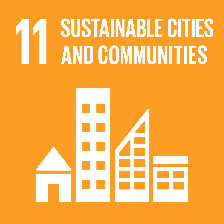 11 SUSTAINABLE CITIES
AND COMMUNITIES